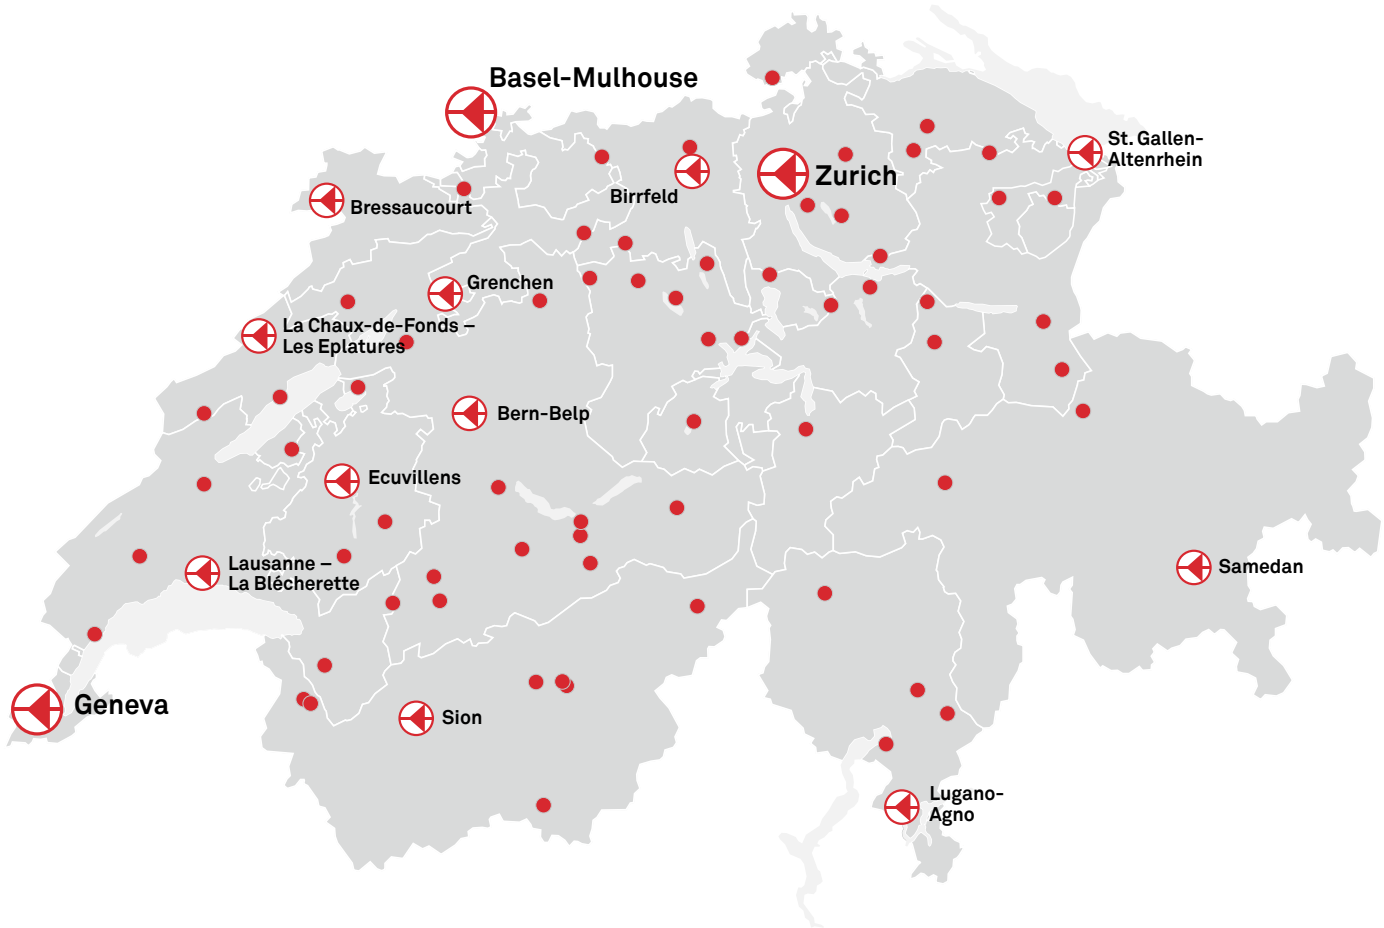 Basel-Mulhouse
St. Gallen-
Altenrhein
Zurich
Birrfeld
Bressaucourt
Grenchen
La Chaux-de-Fonds –
Les Eplatures
Bern-Belp
Ecuvillens
Lausanne –
La Blécherette
Samedan
Geneva
Sion
Lugano-
Agno